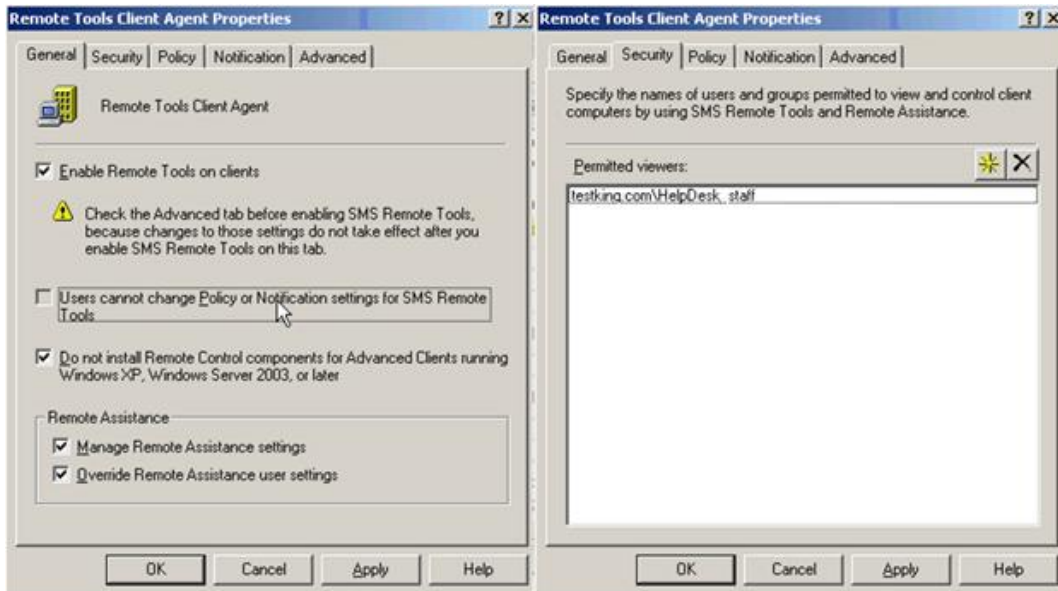 Remote Tools Client Agent Properties
General Security Policy Notification Advanced
Remote Tools Client Agent
Enable Remote Tools on clients
Check the Advanced tab before enabling SMS Remote Tools,
because changes to those settings do not take effect after you
enable SMS Remote Tools on this tab.
Users cannot change Policy or Notification settings for SMS Remote
Tools
Do not install Remote Control components for Advanced Clients running
Windows XP, Windows Server 2003, or later
Remote Assistance
Manage Remote Assistance settings
Override Remote Assistance user settings
OK Cancel Apply Help
Remote Tools Client Agent Properties
General Security Policy Notification Advanced
Specify the names of users and groups permitted to view and control client
computers by using SMS Remote Tools and Remote Assistance.
Permitted viewers:
testking.com\HelpDesk_staff
OK Cancel Apply Help